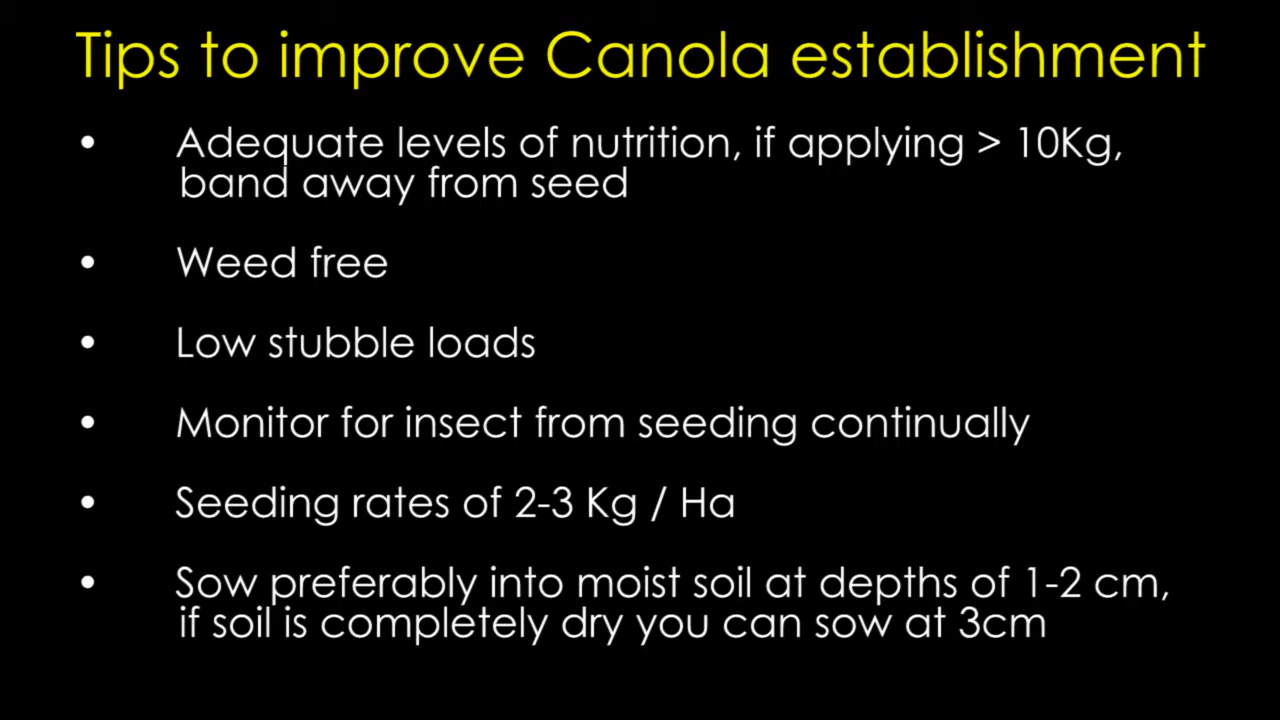 Tips to improve Canola establishment
• Adequate levels of nutrition, if applying > 10Kg,
band away from seed
• Weed free
• Low stubble loads
• Monitor for insect from seeding continually
• Seeding rates of 2-3 Kg / Ha
• Sow preferably into moist soil at depths of 1-2 cm,
if soil is completely dry you can sow at 3cm